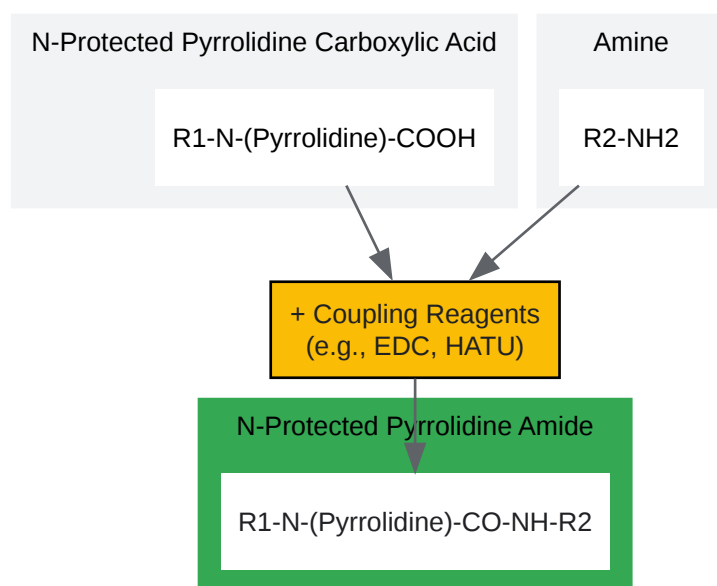 N-Protected Pyrrolidine Carboxylic Acid
Amine
R1-N-(Pyrrolidine)-COOH
R2-NH2
+ Coupling Reagents
(e.g., EDC, HATU)
N-Protected Pyrrolidine Amide
R1-N-(Pyrrolidine)-CO-NH-R2